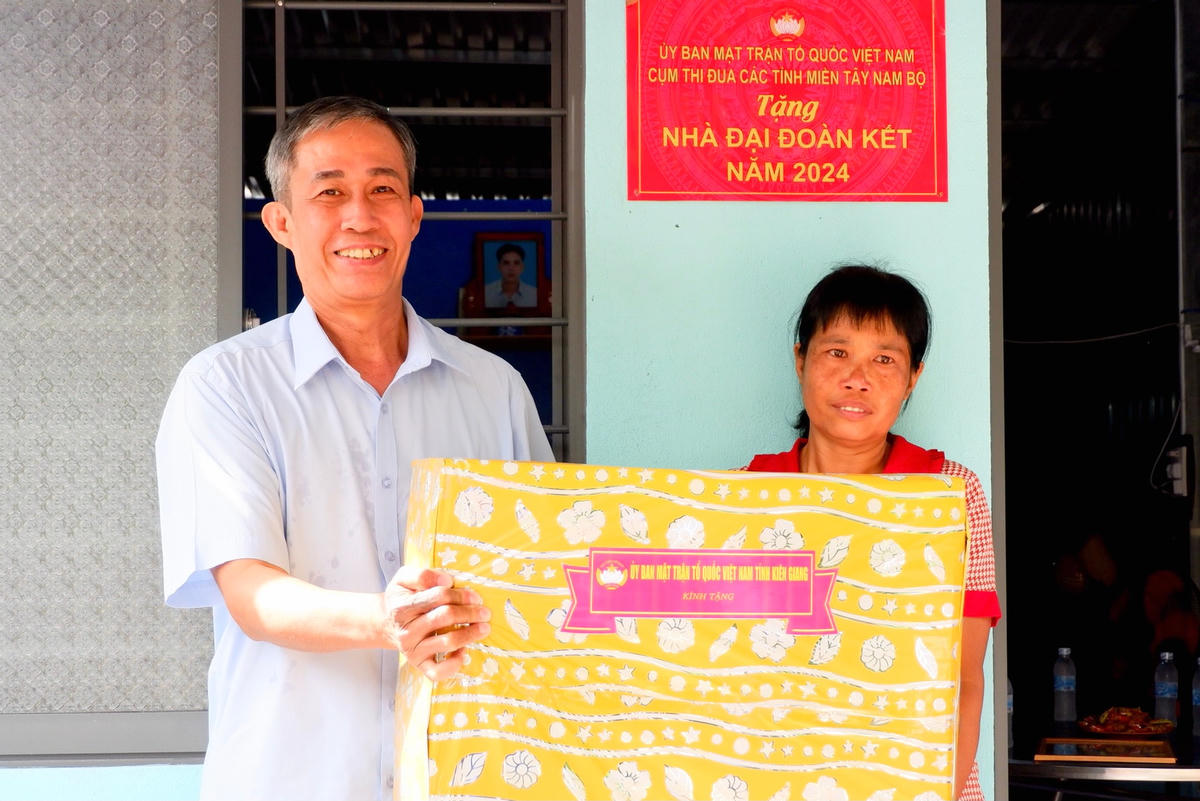 ỦY BAN MẶT TRẬN TỔ QUỐC VIỆT NAM
CỤM THI ĐUA CÁC TỈNH MIỀN TÂY NAM BỘ
Tặng
NHÀ ĐẠI ĐOÀN KẾT
NĂM 2024
ỦY BAN MẶT TRẬN TỔ QUỐC VIỆT NAM TỈNH KIÊN GIANG
KÍNH TẶNG